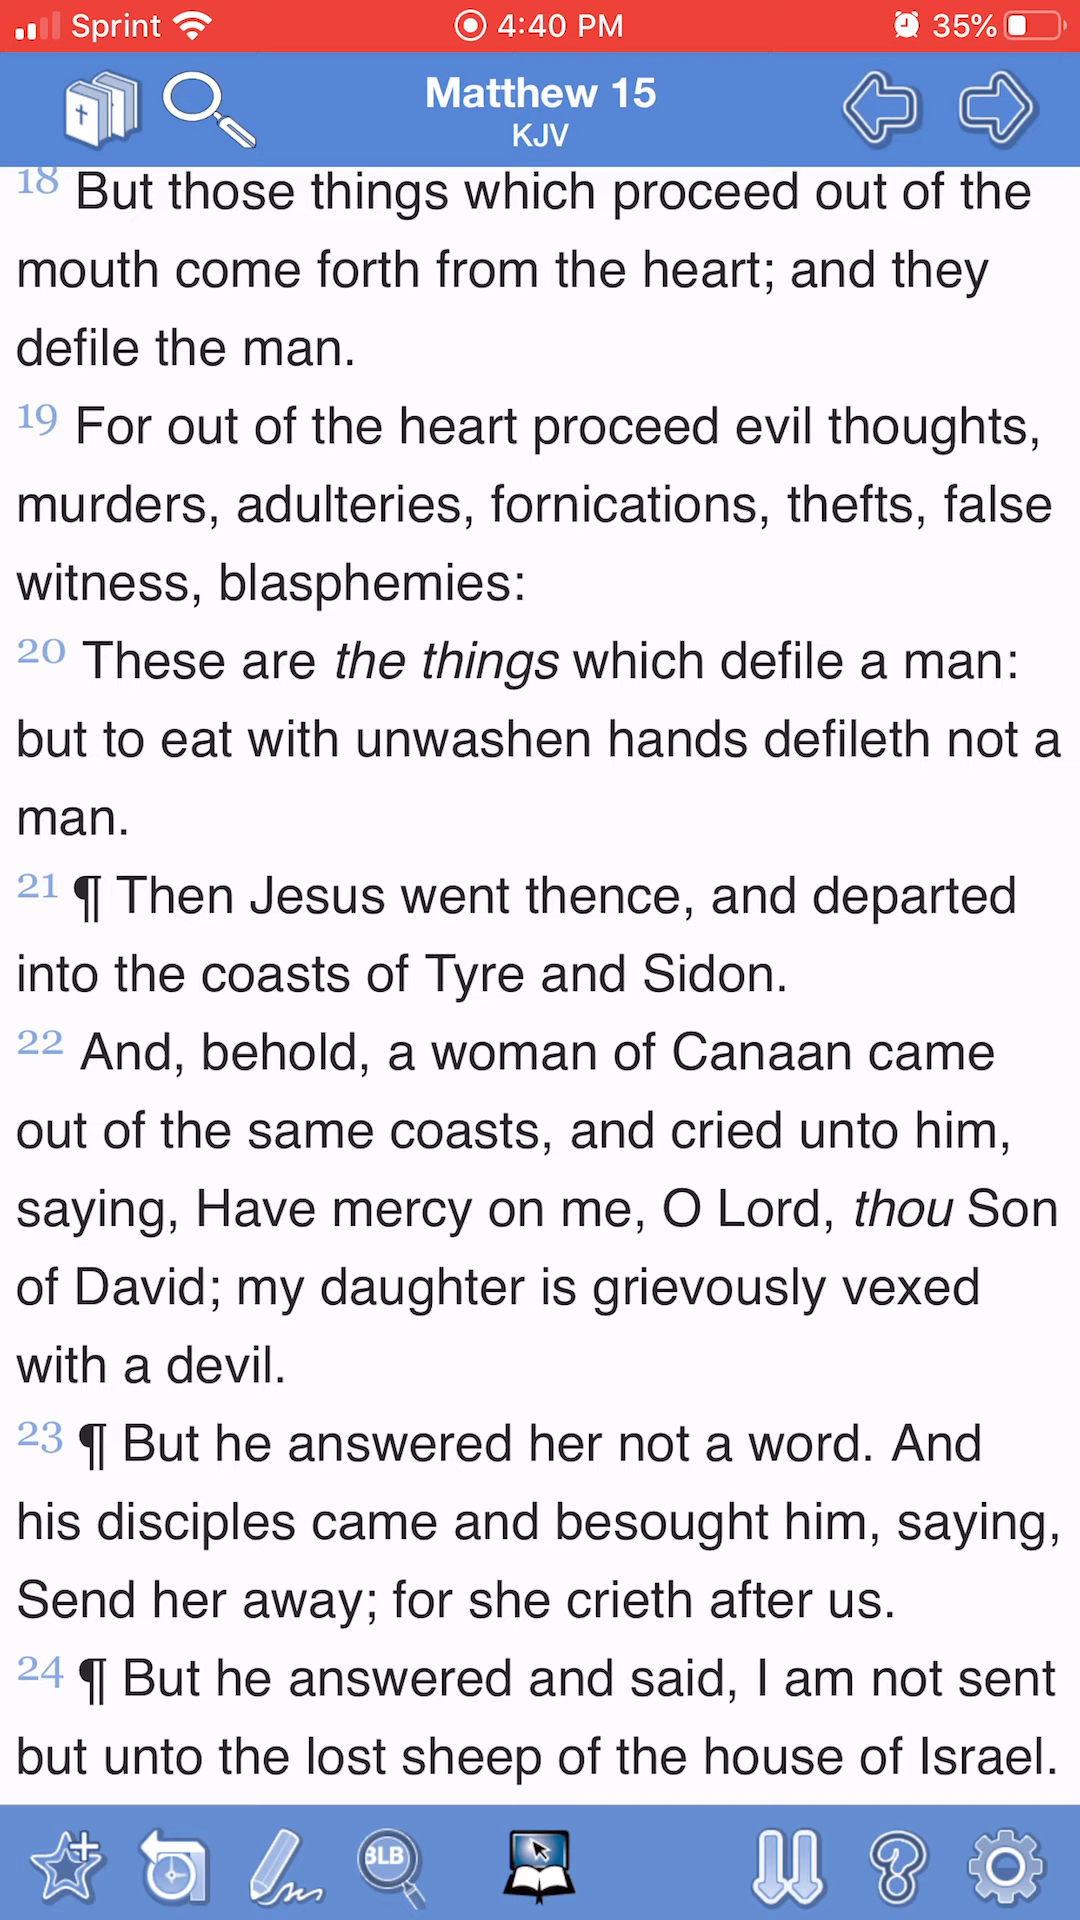 Sprint 4:40 PM 35%
Matthew 15
KJV
18 But those things which proceed out of the
mouth come forth from the heart; and they
defile the man.
19 For out of the heart proceed evil thoughts,
murders, adulteries, fornications, thefts, false
witness, blasphemies:
20 These are the things which defile a man:
but to eat with unwashen hands defileth not a
man.
21 ¶ Then Jesus went thence, and departed
into the coasts of Tyre and Sidon.
22 And, behold, a woman of Canaan came
out of the same coasts, and cried unto him,
saying, Have mercy on me, O Lord, thou Son
of David; my daughter is grievously vexed
with a devil.
23 ¶ But he answered her not a word. And
his disciples came and besought him, saying,
Send her away; for she crieth after us.
24 ¶ But he answered and said, I am not sent
but unto the lost sheep of the house of Israel.
BLB